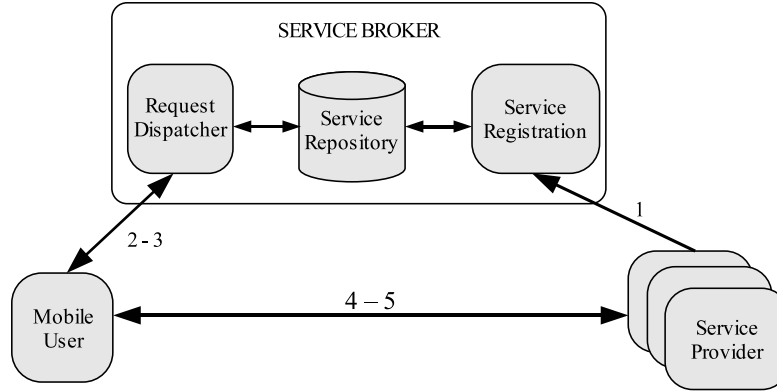 SERVICE BROKER
Request
Dispatcher
Service
Repository
Service
Registration
1
2 - 3
4 – 5
Mobile
User
Service
Provider